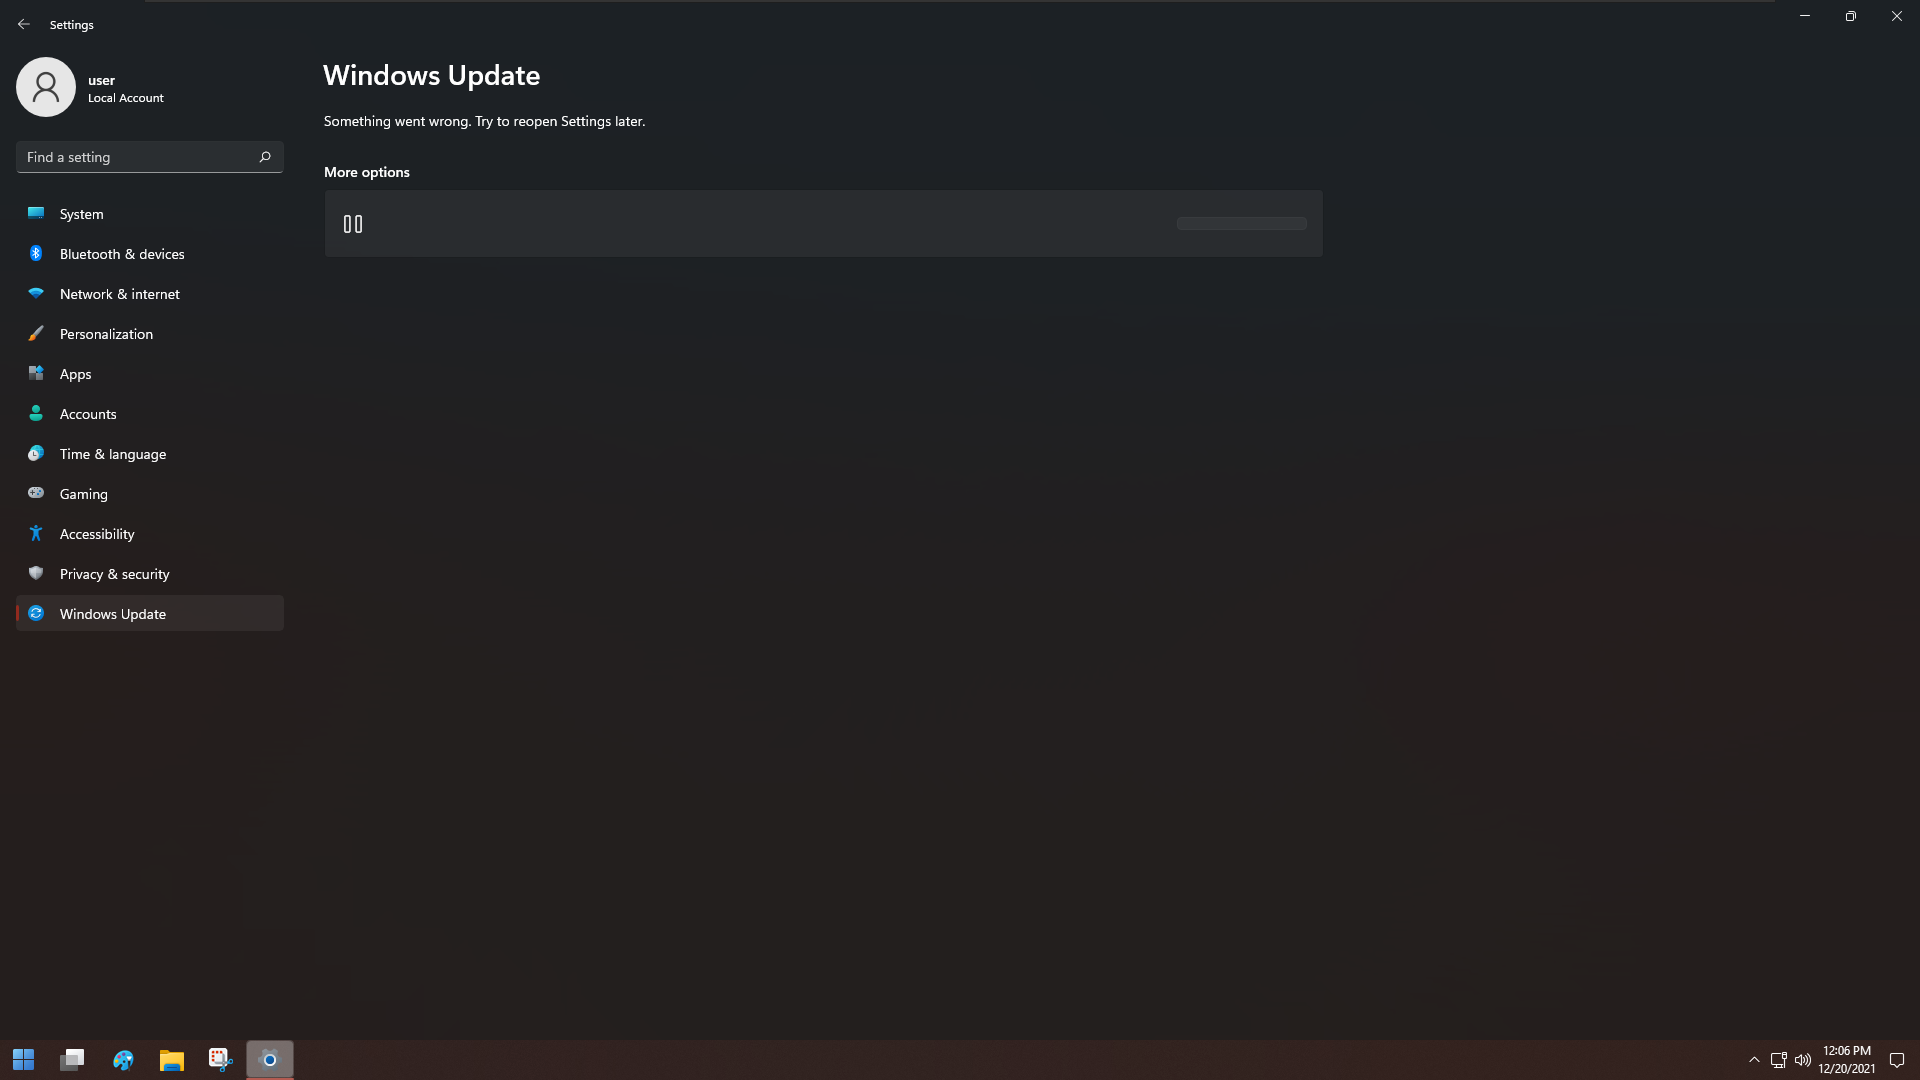 Settings
user
Local Account
Find a setting
System
Bluetooth & devices
Network & internet
Personalization
Apps
Accounts
Time & language
Gaming
Accessibility
Privacy & security
Windows Update
Windows Update
Something went wrong. Try to reopen Settings later.
More options
12:06 PM
12/20/2021